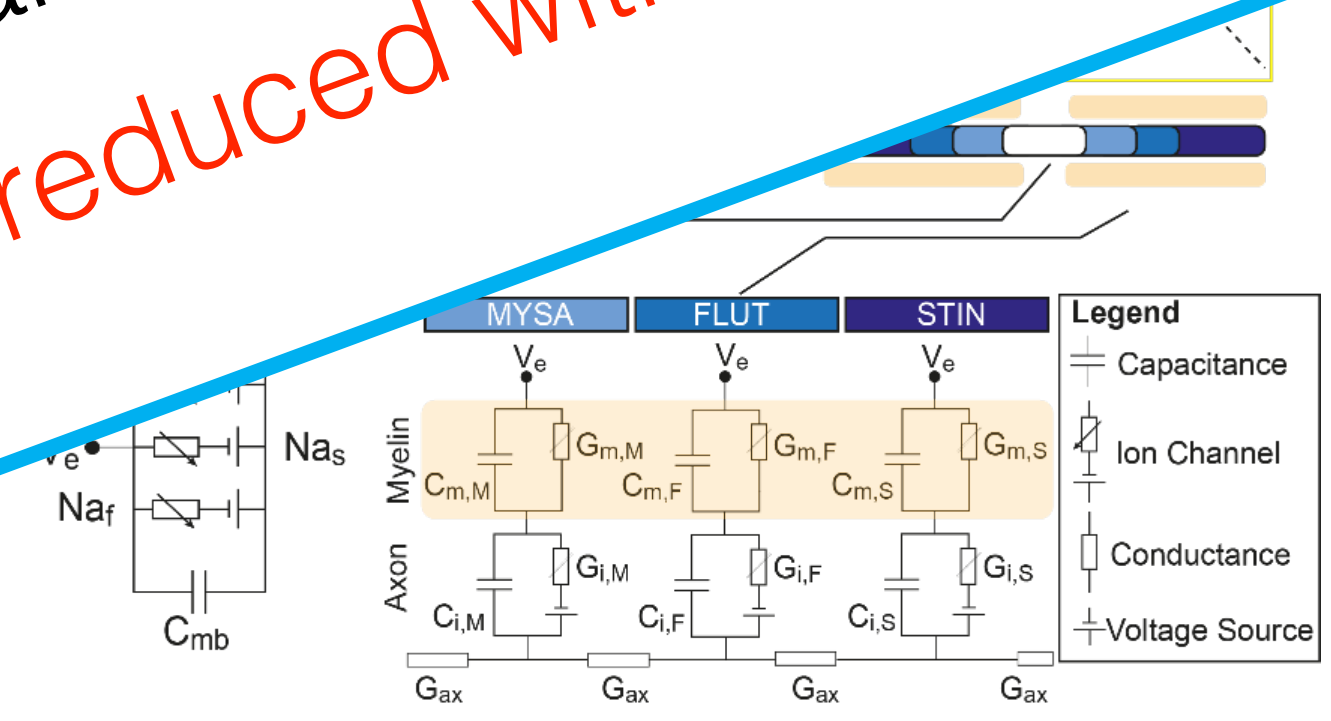 reduced with
MYSA FLUT STIN
Ve Ve Ve
Legend
Capacitance
Ion Channel
Conductance
Voltage Source
Myelin
Gm,M Gm,F Gm,S
Cm,M Cm,F Cm,S
Axon
Gi,M Gi,F Gi,S
Ci,M Ci,F Ci,S
Gax Gax Gax Gax
Ve Nas
Naf
Cmb